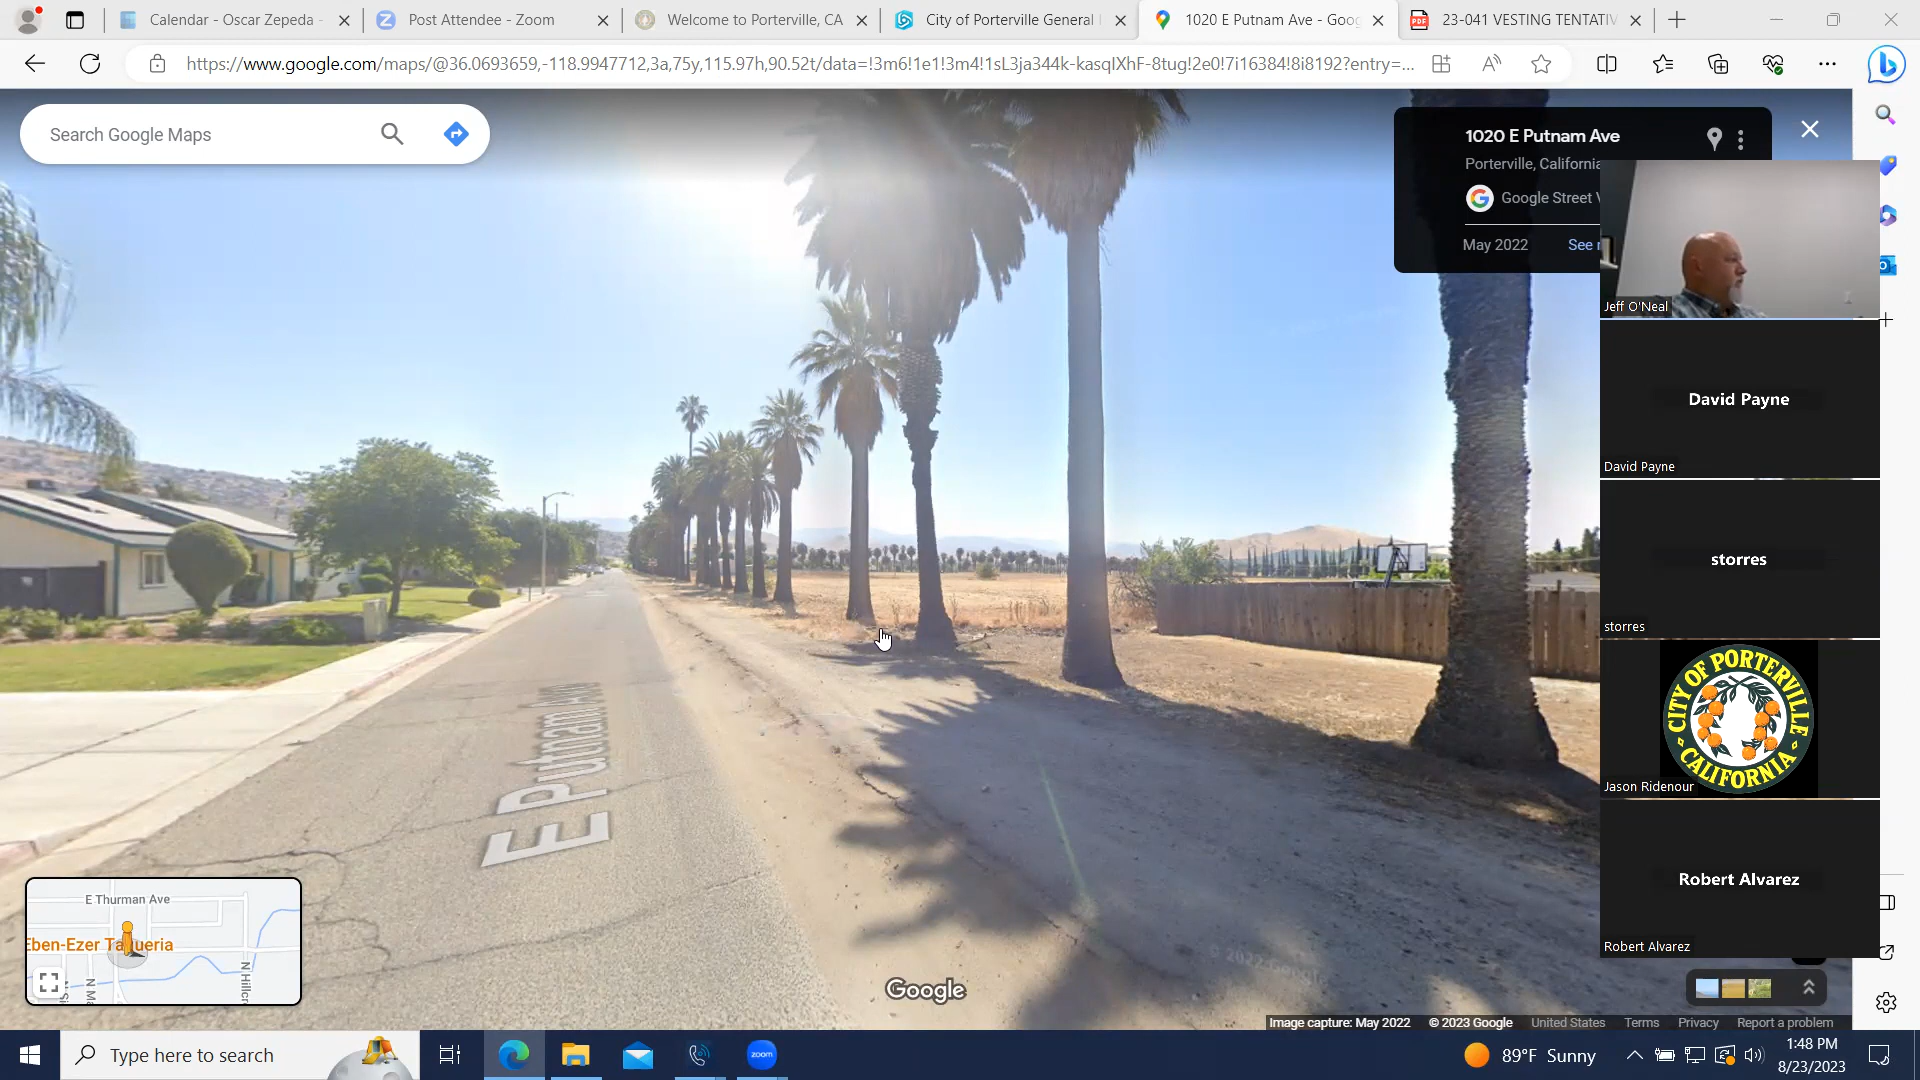 Calendar - Oscar Zepeda -
Post Attendee - Zoom
Welcome to Porterville, CA
City of Porterville General
1020 E Putnam Ave - Goog
23-041 VESTING TENTATIV
https://www.google.com/maps/@36.0693659,-118.9947712,3a,75y,115.97h,90.52t/data=!3m6!1e1!3m4!1sL3ja344k-kasqIXhF-8tug!2e0!7i16384!8i8192?entry=...
Search Google Maps
1020 E Putnam Ave
Porterville, California
Google Street V
May 2022
See
Jeff O'Neal
David Payne
David Payne
storres
storres
CITY OF PORTERVILLE
CALIFORNIA
Jason Ridenour
Robert Alvarez
Robert Alvarez
E Putnam Ave
E Thurman Ave
Eben-Ezer Taqueria
N Hillcr
Google
Image capture: May 2022 © 2023 Google United States Terms Privacy Report a problem
Type here to search
zoom
89°F Sunny
1:48 PM
8/23/2023